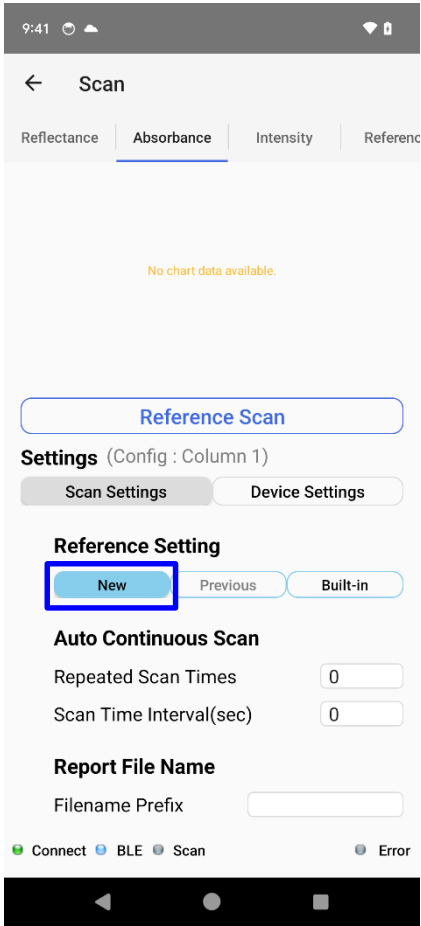 9:41
Scan
Reflectance Absorbance Intensity Referenc
No chart data available.
Reference Scan
Settings (Config : Column 1)
Scan Settings Device Settings
Reference Setting
New Previous Built-in
Auto Continuous Scan
Repeated Scan Times 0
Scan Time Interval(sec) 0
Report File Name
Filename Prefix
Connect BLE Scan Error